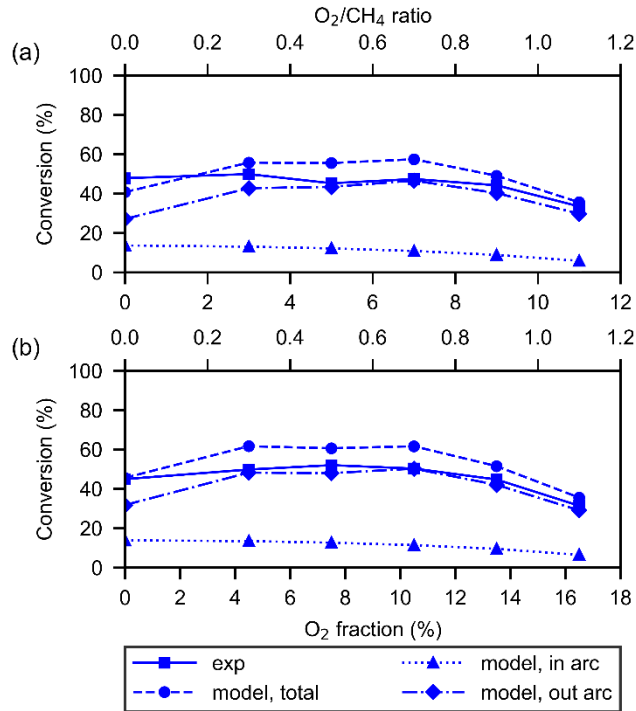 O₂/CH₄ ratio
0.0 0.2 0.4 0.6 0.8 1.0 1.2
(a)
100
80
60
40
20
0
Conversion (%)
0 2 4 6 8 10 12
0.0 0.2 0.4 0.6 0.8 1.0 1.2
(b)
100
80
60
40
20
0
Conversion (%)
0 2 4 6 8 10 12 14 16 18
O₂ fraction (%)
exp model, in arc
model, total model, out arc